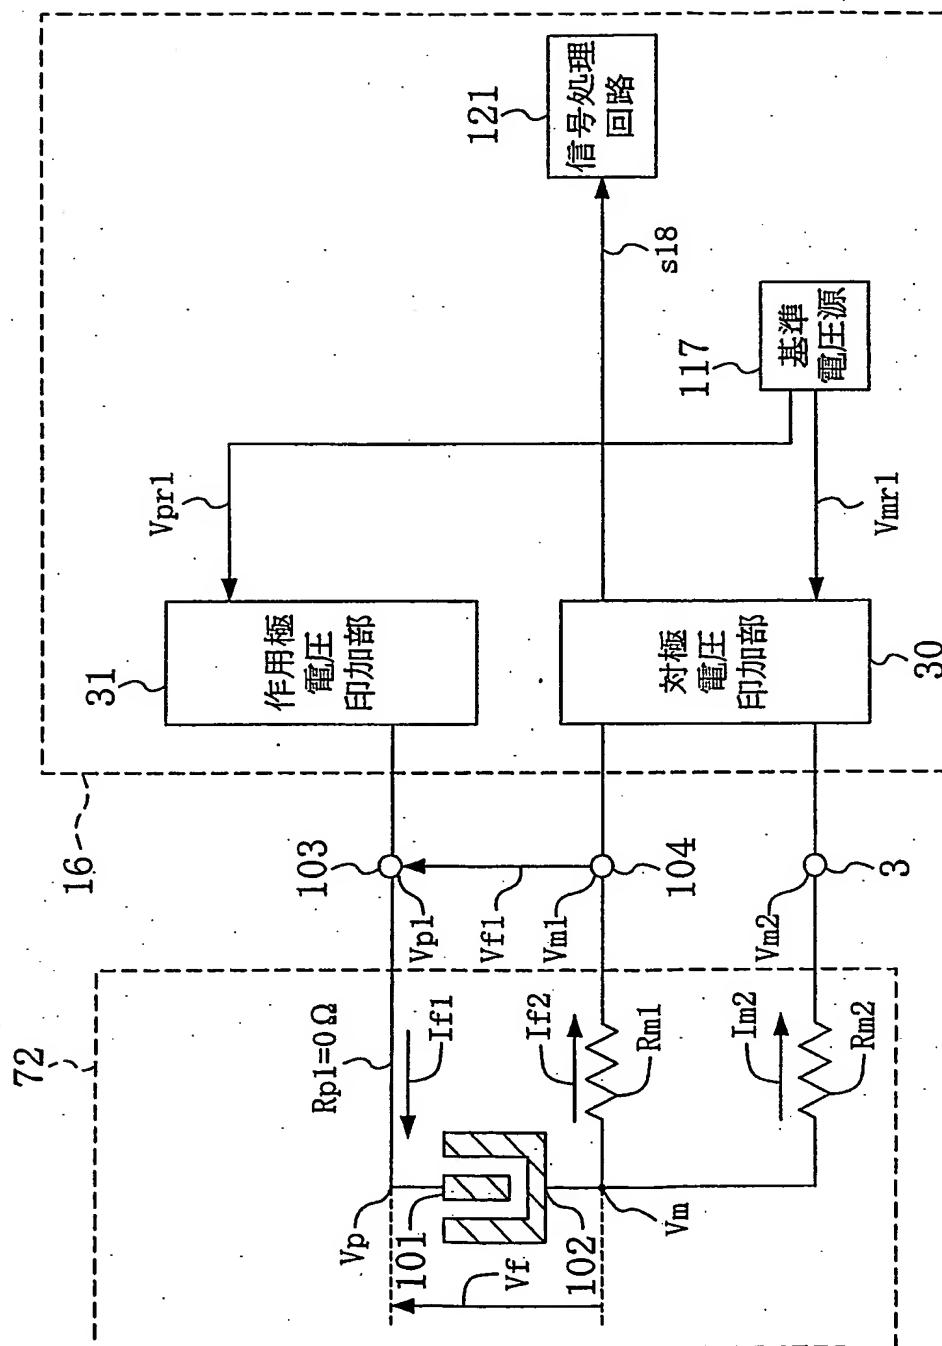 72
Vp
101
Vf
102
Vm
Rp1=0Ω
If1
If2
Rm1
Im2
Rm2
16
103
Vp1
Vf1
Vm1
104
Vm2
3
31
作用極
電圧
印加部
対極
電圧
印加部
30
Vpr1
Vmr1
117
基準
電圧源
s18
121
信号処理
回路